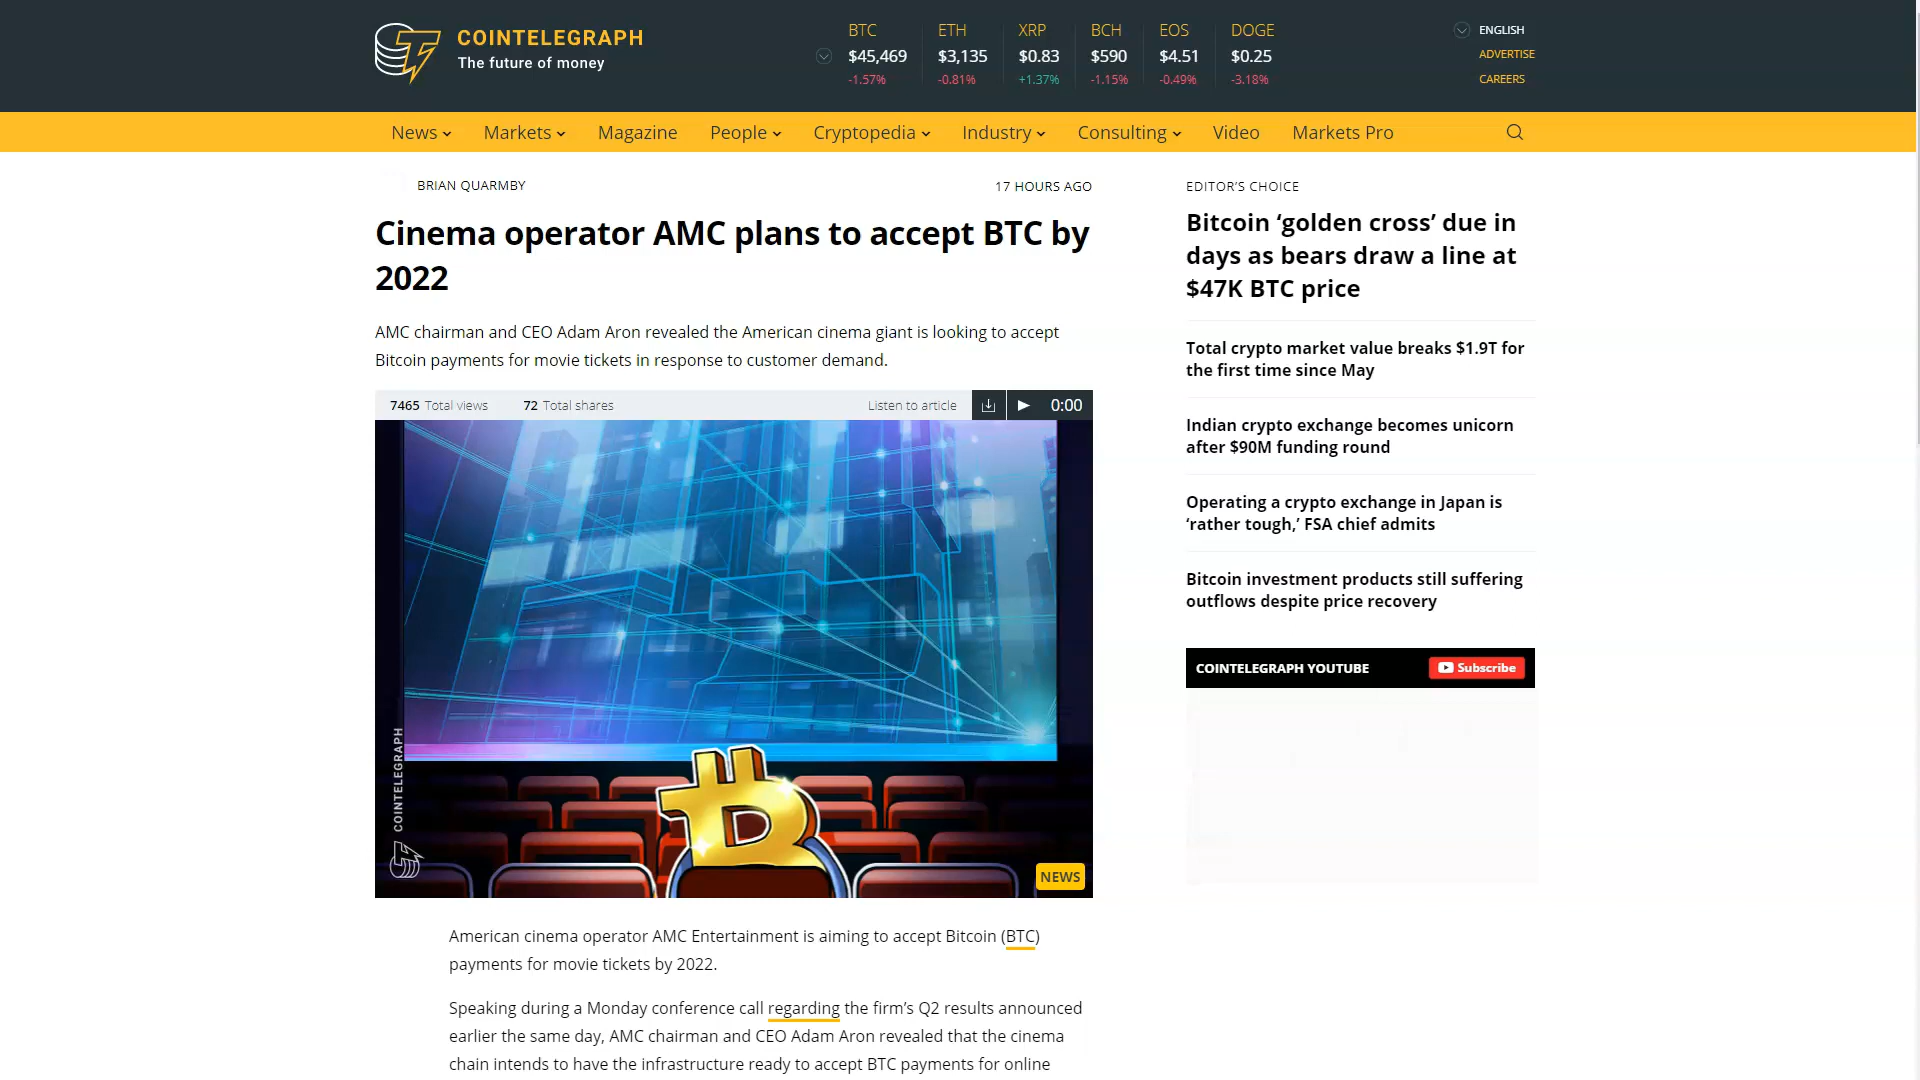 COINTELEGRAPH
The future of money
BTC
$45,469
-1.57%
ETH
$3,135
-0.81%
XRP
$0.83
+1.37%
BCH
$590
-1.15%
EOS
$4.51
-0.49%
DOGE
$0.25
-3.18%
ENGLISH
ADVERTISE
CAREERS
News Markets Magazine People Cryptopedia Industry Consulting Video Markets Pro
BRIAN QUARMBY 17 HOURS AGO
Cinema operator AMC plans to accept BTC by
2022
AMC chairman and CEO Adam Aron revealed the American cinema giant is looking to accept
Bitcoin payments for movie tickets in response to customer demand.
7465 Total views 72 Total shares Listen to article 0:00
COINTELEGRAPH
NEWS
American cinema operator AMC Entertainment is aiming to accept Bitcoin (BTC)
payments for movie tickets by 2022.
Speaking during a Monday conference call regarding the firm’s Q2 results announced
earlier the same day, AMC chairman and CEO Adam Aron revealed that the cinema
chain intends to have the infrastructure ready to accept BTC payments for online
EDITOR’S CHOICE
Bitcoin ‘golden cross’ due in
days as bears draw a line at
$47K BTC price
Total crypto market value breaks $1.9T for
the first time since May
Indian crypto exchange becomes unicorn
after $90M funding round
Operating a crypto exchange in Japan is
‘rather tough,’ FSA chief admits
Bitcoin investment products still suffering
outflows despite price recovery
COINTELEGRAPH YOUTUBE Subscribe